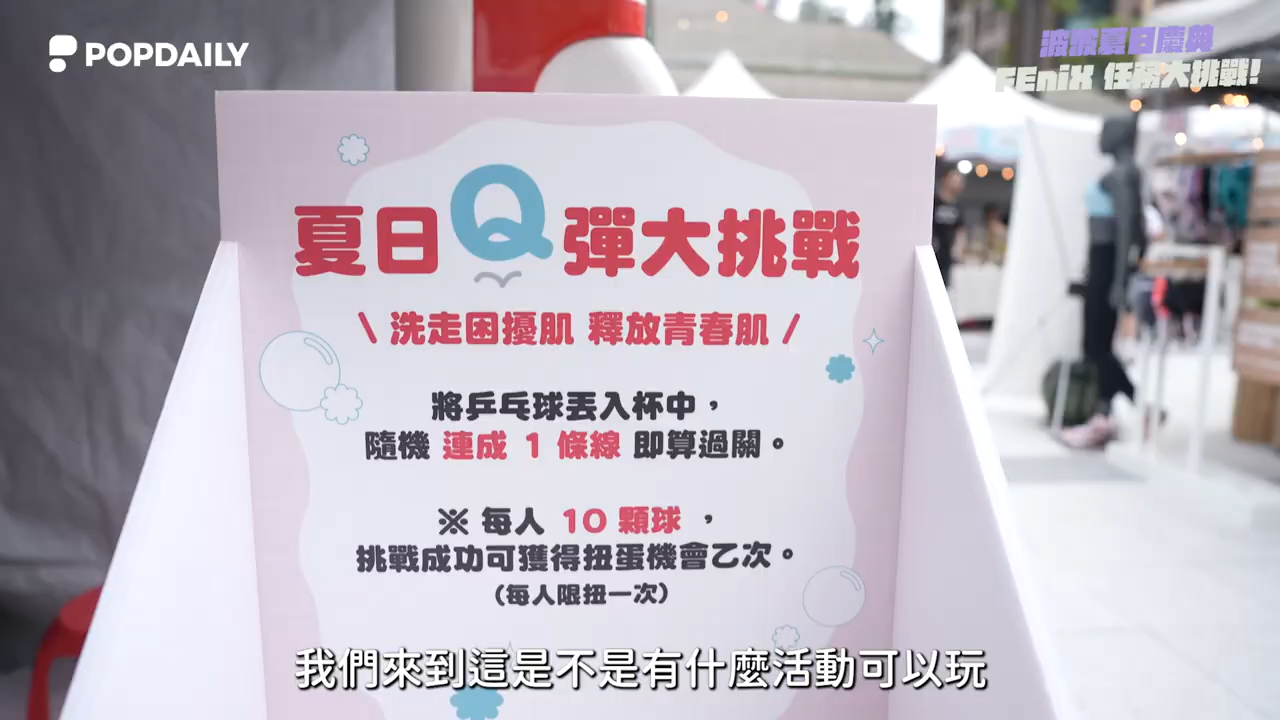 POPDAILY
波波夏日慶典
FEniX 任務大挑戰!
夏日Q彈大挑戰
\ 洗走困擾肌 釋放青春肌 /
將乒乓球丟入杯中，
隨機 連成 1 條線 即算過關。
※ 每人 10 顆球 ，
挑戰成功可獲得扭蛋機會乙次。
（每人限扭一次）
我們來到這是不是有什麼活動可以玩